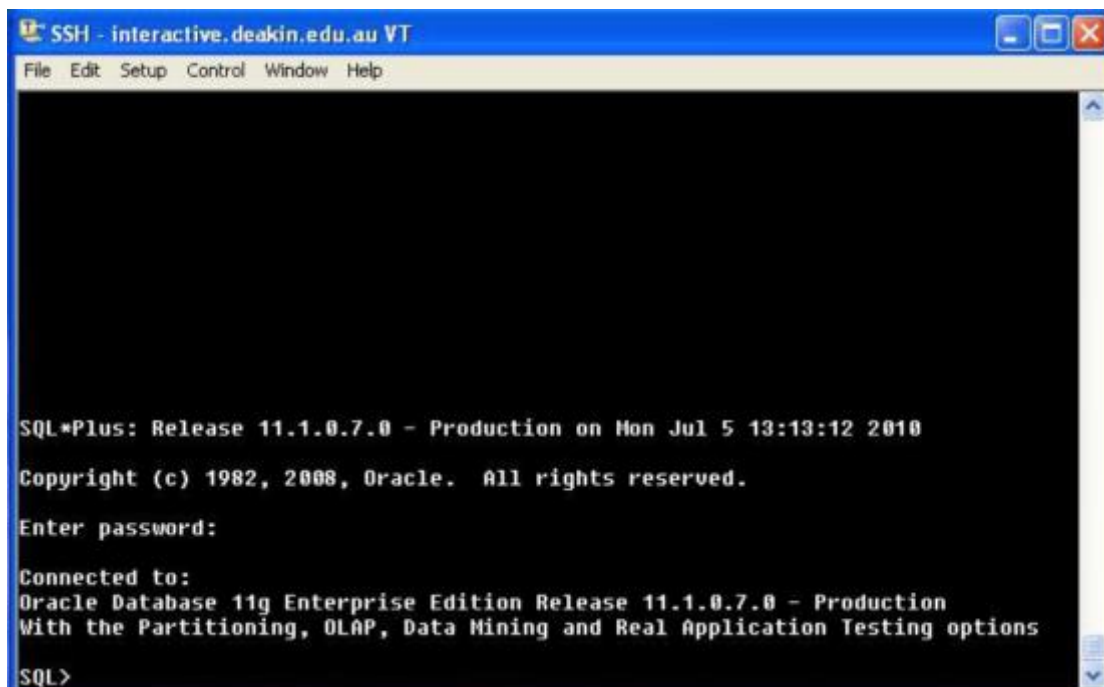 SSH - interactive.deakin.edu.au VT
File Edit Setup Control Window Help
SQL*Plus: Release 11.1.0.7.0 - Production on Mon Jul 5 13:13:12 2010
Copyright (c) 1982, 2008, Oracle.  All rights reserved.
Enter password:
Connected to:
Oracle Database 11g Enterprise Edition Release 11.1.0.7.0 - Production
With the Partitioning, OLAP, Data Mining and Real Application Testing options
SQL>